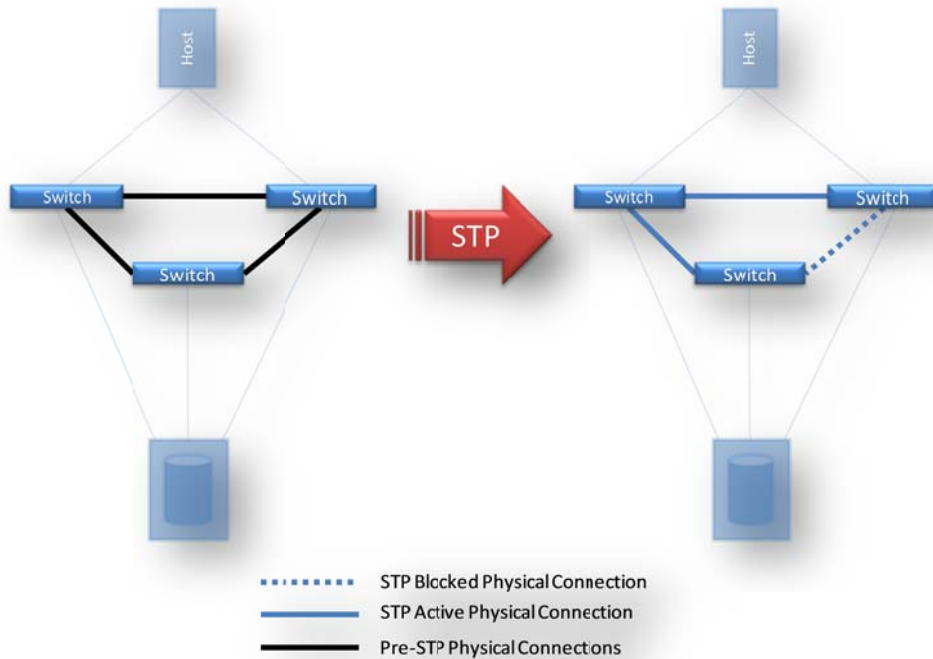 Host
Host
Switch
Switch
Switch
Switch
STP
Switch
Switch
STP Blocked Physical Connection
STP Active Physical Connection
Pre-STP Physical Connections